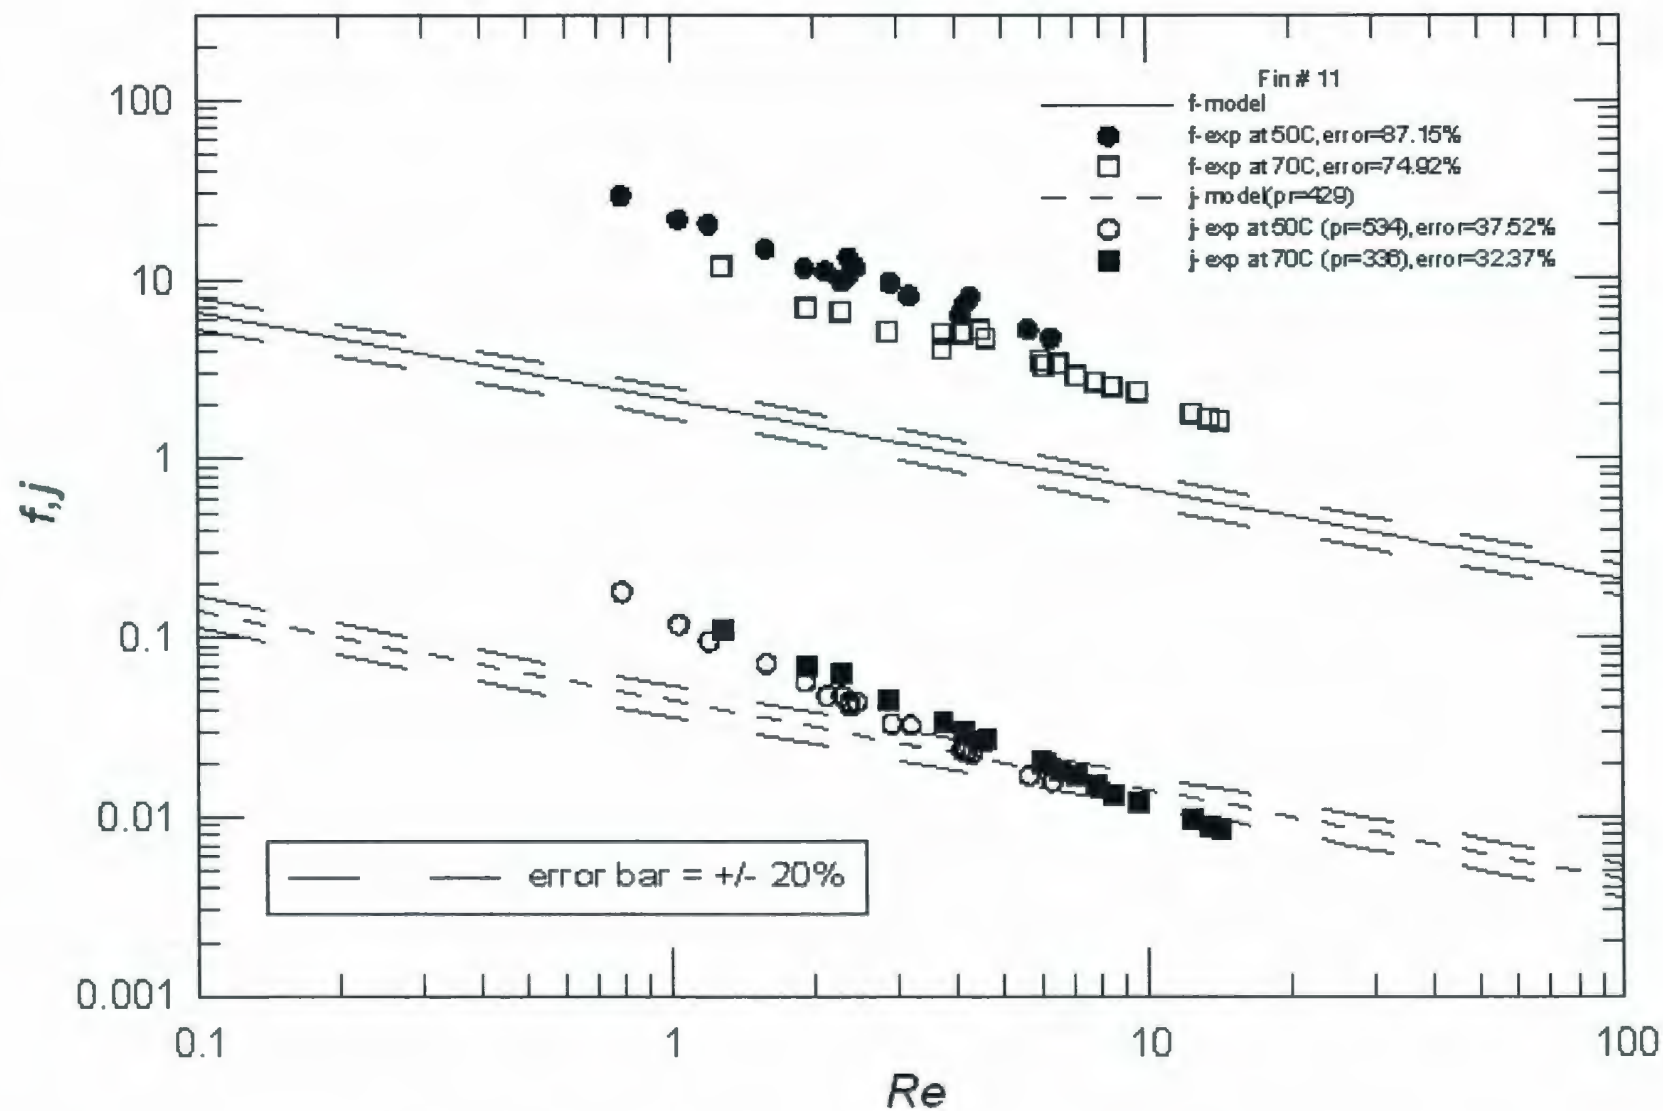 Fin # 11
f-model
f-exp at 50C,error=87.15%
f-exp at 70C,error=74.92%
j-model(pr=429)
j-exp at 50C (pr=534),error=37.52%
j-exp at 70C (pr=336),error=32.37%
100
10
1
0.1
0.01
0.001
f,j
error bar = +/- 20%
0.1 1 10 100
Re